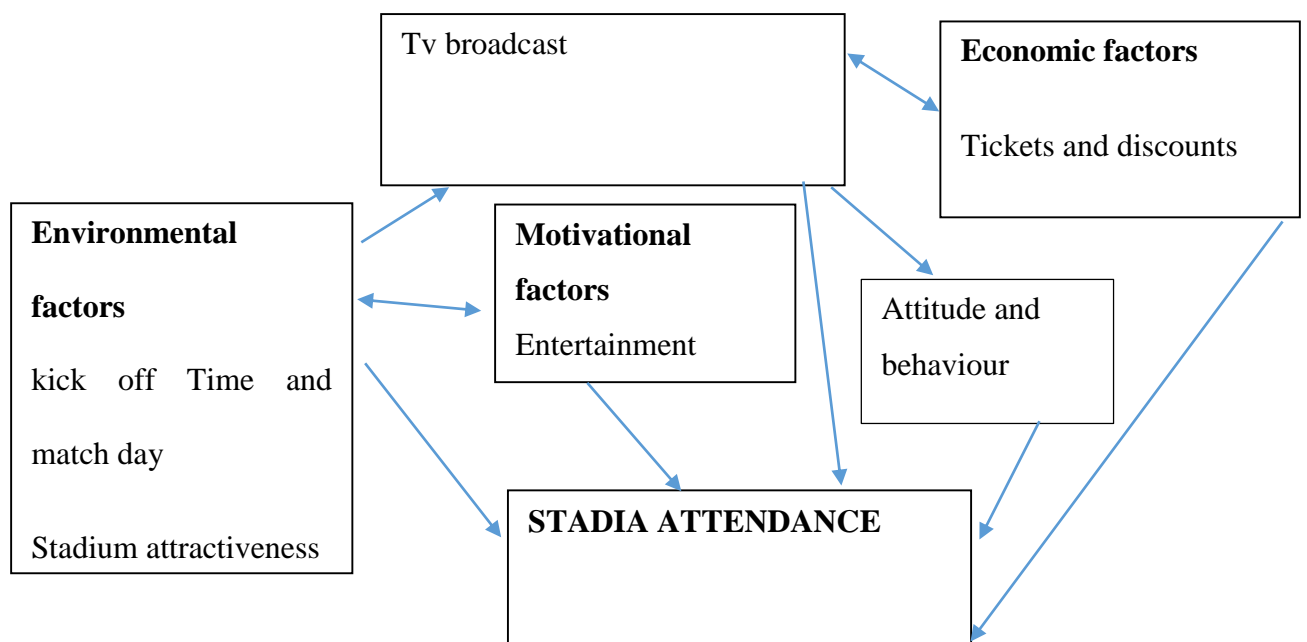 Tv broadcast
Economic factors
Tickets and discounts
Environmental
factors
kick off Time and
match day
Stadium attractiveness
Motivational
factors
Entertainment
Attitude and
behaviour
STADIA ATTENDANCE